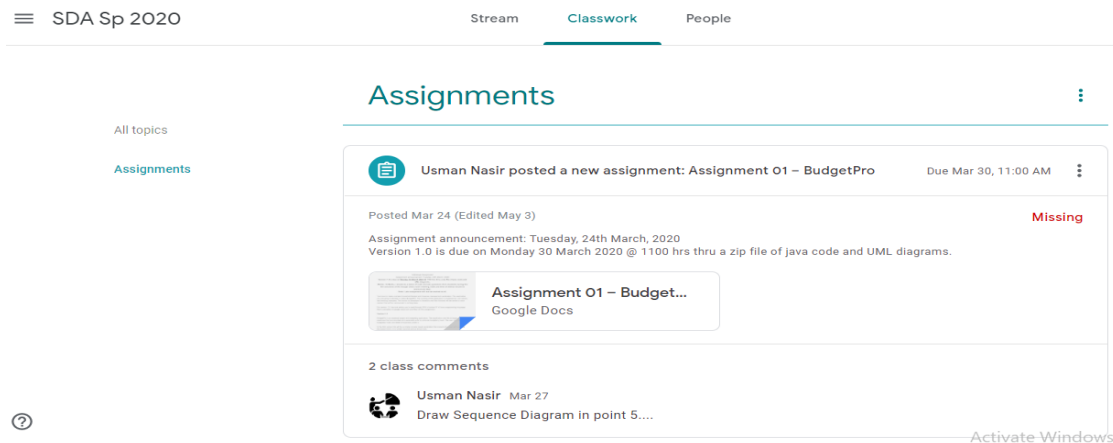 SDA Sp 2020
Stream Classwork People
Assignments
All topics
Assignments
Usman Nasir posted a new assignment: Assignment 01 – BudgetPro Due Mar 30, 11:00 AM
Posted Mar 24 (Edited May 3) Missing
Assignment announcement: Tuesday, 24th March, 2020
Version 1.0 is due on Monday 30 March 2020 @ 1100 hrs thru a zip file of java code and UML diagrams.
Assignment 01 – Budget...
Google Docs
2 class comments
Usman Nasir Mar 27
Draw Sequence Diagram in point 5....
Activate Windows